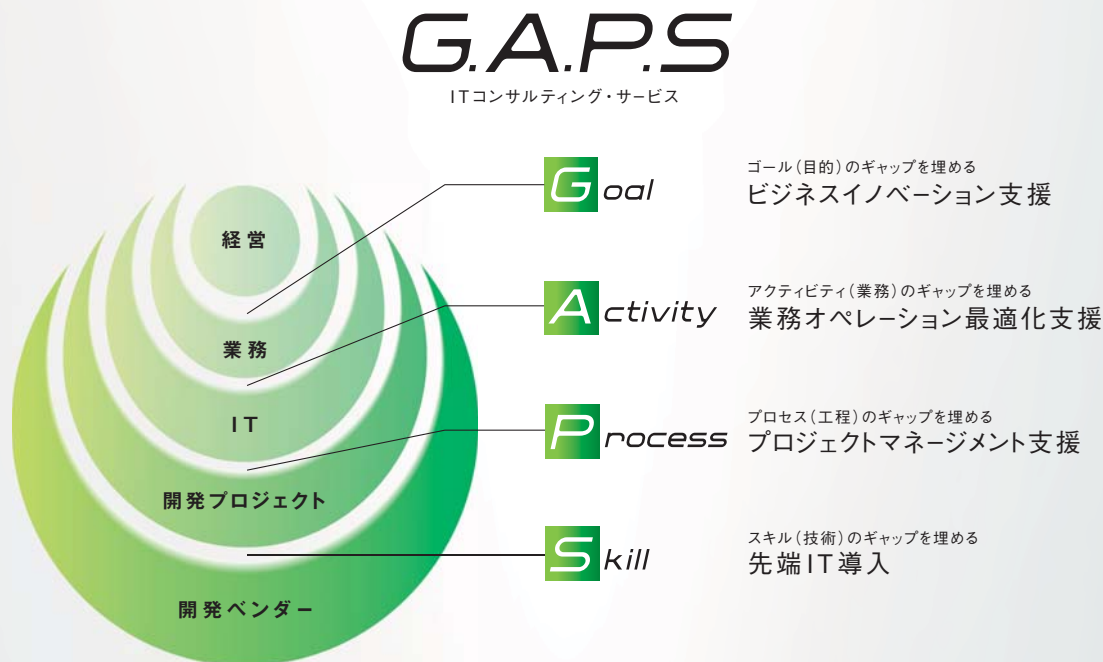 G.A.P.S
ITコンサルティング・サービス
経営
業務
IT
開発プロジェクト
開発ベンダー
Goal
ゴール(目的)のギャップを埋める
ビジネスイノベーション支援
Activity
アクティビティ(業務)のギャップを埋める
業務オペレーション最適化支援
Process
プロセス(工程)のギャップを埋める
プロジェクトマネージメント支援
Skill
スキル(技術)のギャップを埋める
先端IT導入